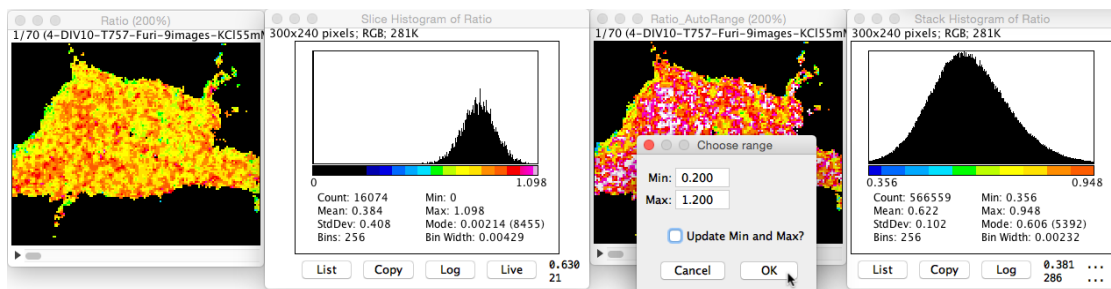 Ratio (200%)
1/70 (4-DIV10-T757-Furi-9images-KCl55mM
Slice Histogram of Ratio
300x240 pixels; RGB; 281K
0
1.098
Count: 16074
Min: 0
Mean: 0.384
Max: 1.098
StdDev: 0.408
Mode: 0.00214 (8455)
Bins: 256
Bin Width: 0.00429
List
Copy
Log
Live
0.630
21
Ratio_AutoRange (200%)
1/70 (4-DIV10-T757-Furi-9images-KCl55mM
Choose range
Min: 0.200
Max: 1.200
Update Min and Max?
Cancel
OK
Stack Histogram of Ratio
300x240 pixels; RGB; 281K
0.356
0.948
Count: 566559
Min: 0.356
Mean: 0.622
Max: 0.948
StdDev: 0.102
Mode: 0.606 (5392)
Bins: 256
Bin Width: 0.00232
List
Copy
Log
0.381 ...
286 ...